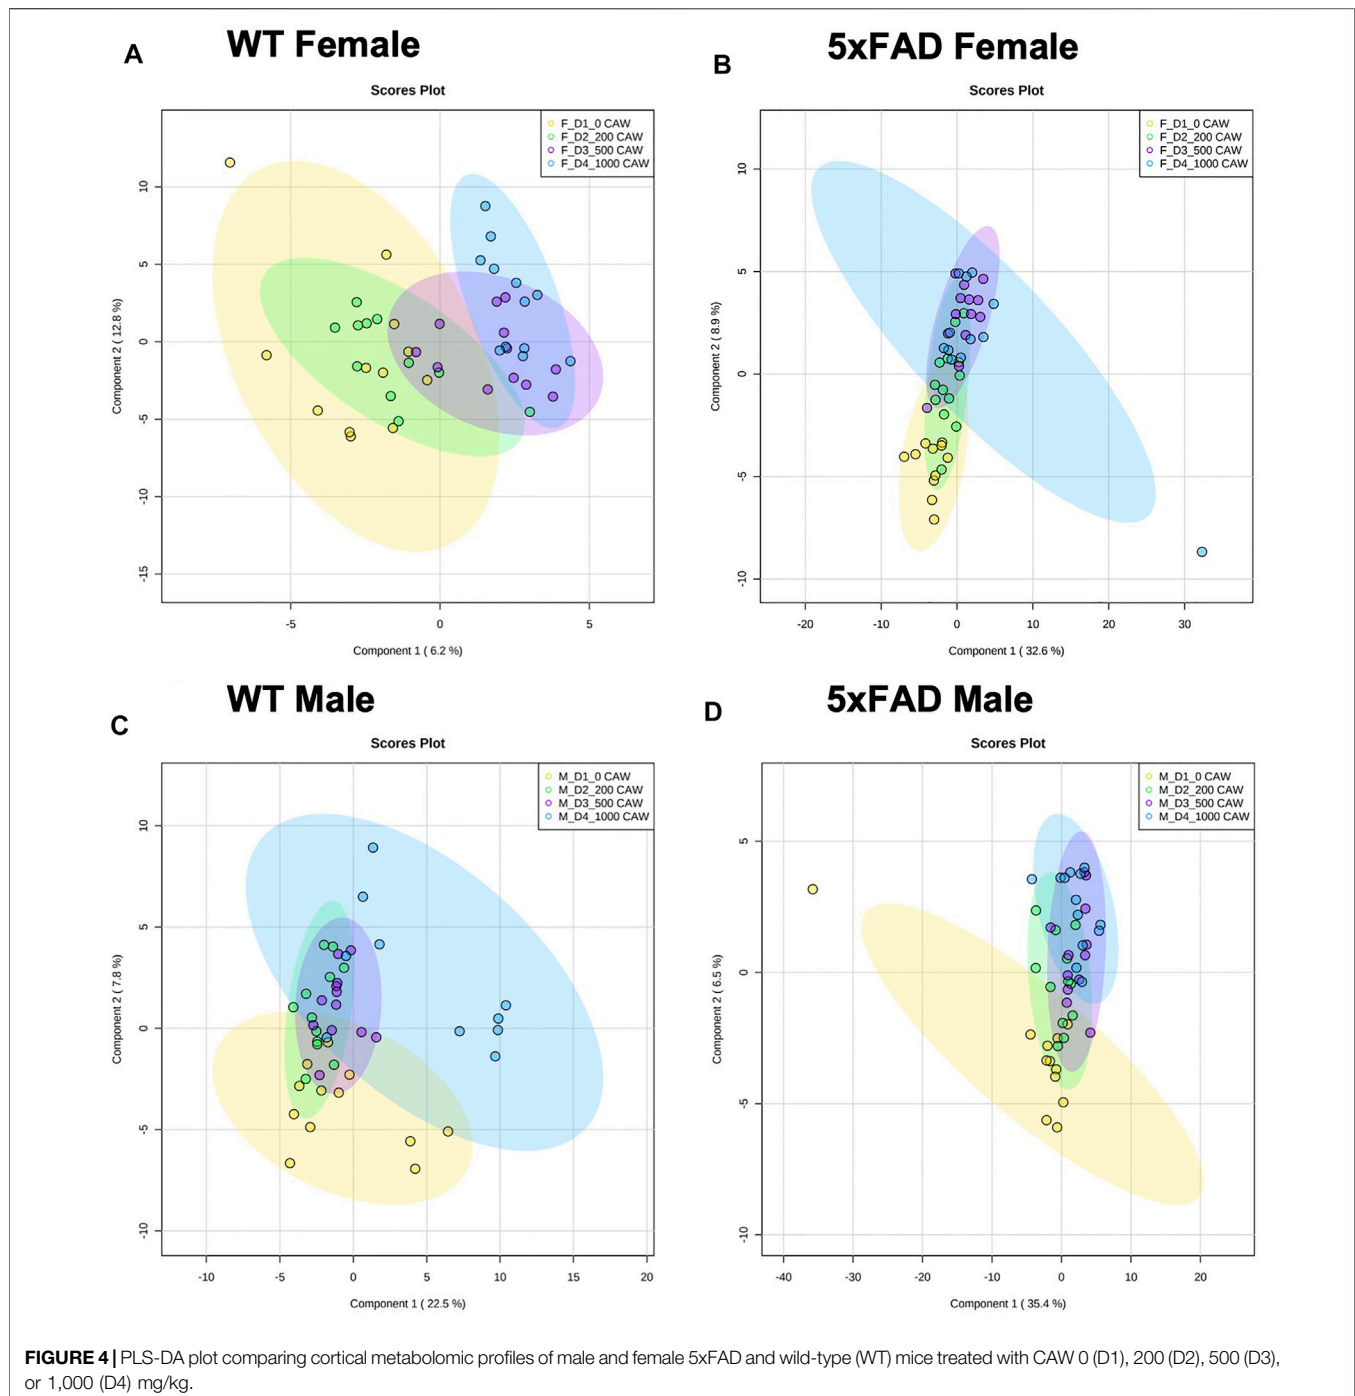 A
WT Female
Scores Plot
F_D1_0 CAW
F_D2_200 CAW
F_D3_500 CAW
F_D4_1000 CAW
Component 2 ( 12.8 %)
10
5
0
-5
-10
-15
-5
0
5
Component 1 ( 6.2 %)
B
5xFAD Female
Scores Plot
F_D1_0 CAW
F_D2_200 CAW
F_D3_500 CAW
F_D4_1000 CAW
Component 2 ( 8.9 %)
10
5
0
-5
-10
-20
-10
0
10
20
30
Component 1 ( 32.6 %)
C
WT Male
Scores Plot
M_D1_0 CAW
M_D2_200 CAW
M_D3_500 CAW
M_D4_1000 CAW
Component 2 ( 7.8 %)
10
5
0
-5
-10
-10
-5
0
5
10
15
20
Component 1 ( 22.5 %)
D
5xFAD Male
Scores Plot
M_D1_0 CAW
M_D2_200 CAW
M_D3_500 CAW
M_D4_1000 CAW
Component 2 ( 6.5 %)
5
0
-5
-10
-40
-30
-20
-10
0
10
20
Component 1 ( 35.4 %)
FIGURE 4 | PLS-DA plot comparing cortical metabolomic profiles of male and female 5xFAD and wild-type (WT) mice treated with CAW 0 (D1), 200 (D2), 500 (D3),
or 1,000 (D4) mg/kg.